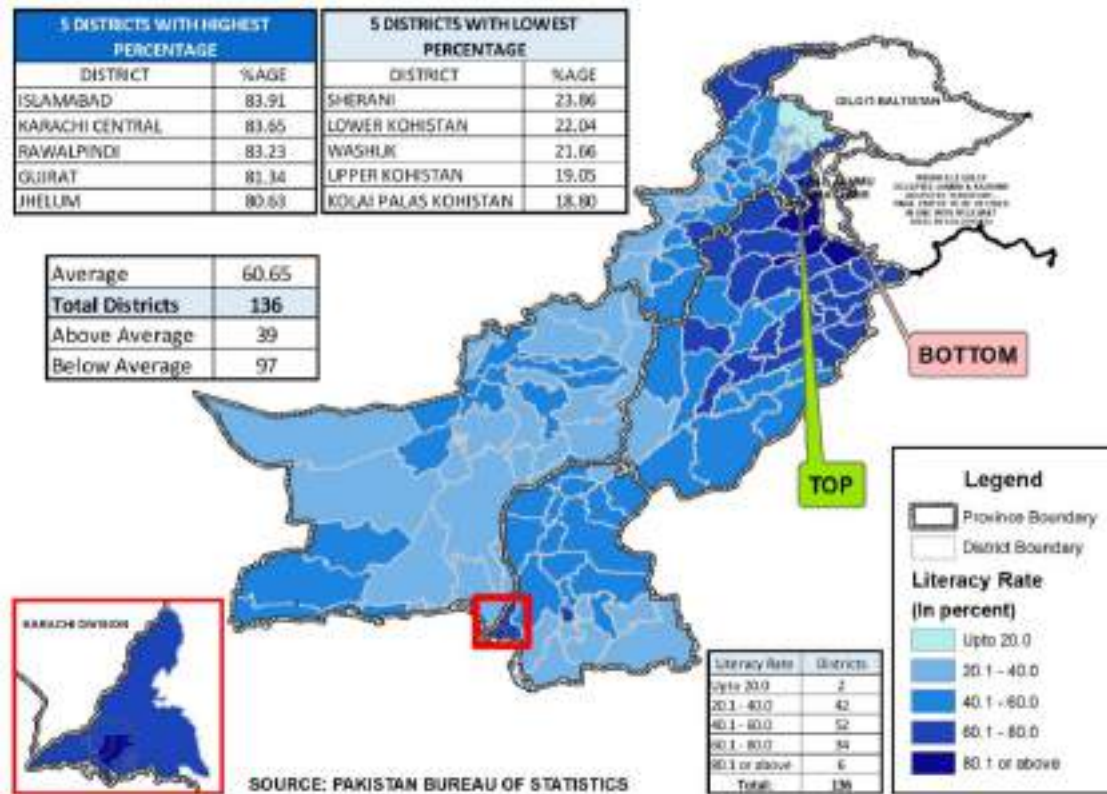 5 DISTRICTS WITH HIGHEST
PERCENTAGE
DISTRICT %AGE
ISLAMABAD 83.91
KARACHI CENTRAL 83.65
RAWALPINDI 83.23
GUJRAT 81.34
JHELUM 80.63
5 DISTRICTS WITH LOWEST
PERCENTAGE
DISTRICT %AGE
SHERANI 23.86
LOWER KOHISTAN 22.04
WASHUK 21.66
UPPER KOHISTAN 19.05
KOLAI PALAS KOHISTAN 18.80
GILGIT BALTISTAN
Average 60.65
Total Districts 136
Above Average 39
Below Average 97
BOTTOM
TOP
Legend
Province Boundary
District Boundary
Literacy Rate
(In percent)
Upto 20.0
20.1 - 40.0
40.1 - 60.0
60.1 - 80.0
80.1 or above
KARACHI DIVISION
Literacy Rate Districts
Upto 20.0 2
20.1 - 40.0 42
40.1 - 60.0 52
60.1 - 80.0 34
80.1 or above 6
Total: 136
SOURCE: PAKISTAN BUREAU OF STATISTICS